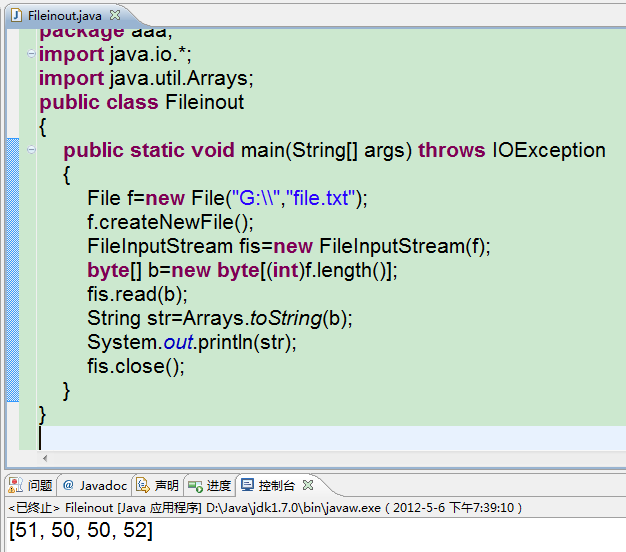 Fileinout.java
package aaa;
import java.io.*;
import java.util.Arrays;
public class Fileinout
{
public static void main(String[] args) throws IOException
{
File f=new File("G:\\","file.txt");
f.createNewFile();
FileInputStream fis=new FileInputStream(f);
byte[] b=new byte[(int)f.length()];
fis.read(b);
String str=Arrays.toString(b);
System.out.println(str);
fis.close();
}
}
问题 @ Javadoc 声明 进度 控制台
<已终止> Fileinout [Java 应用程序] D:\Java\jdk1.7.0\bin\javaw.exe ( 2012-5-6 下午7:39:10 )
[51, 50, 50, 52]